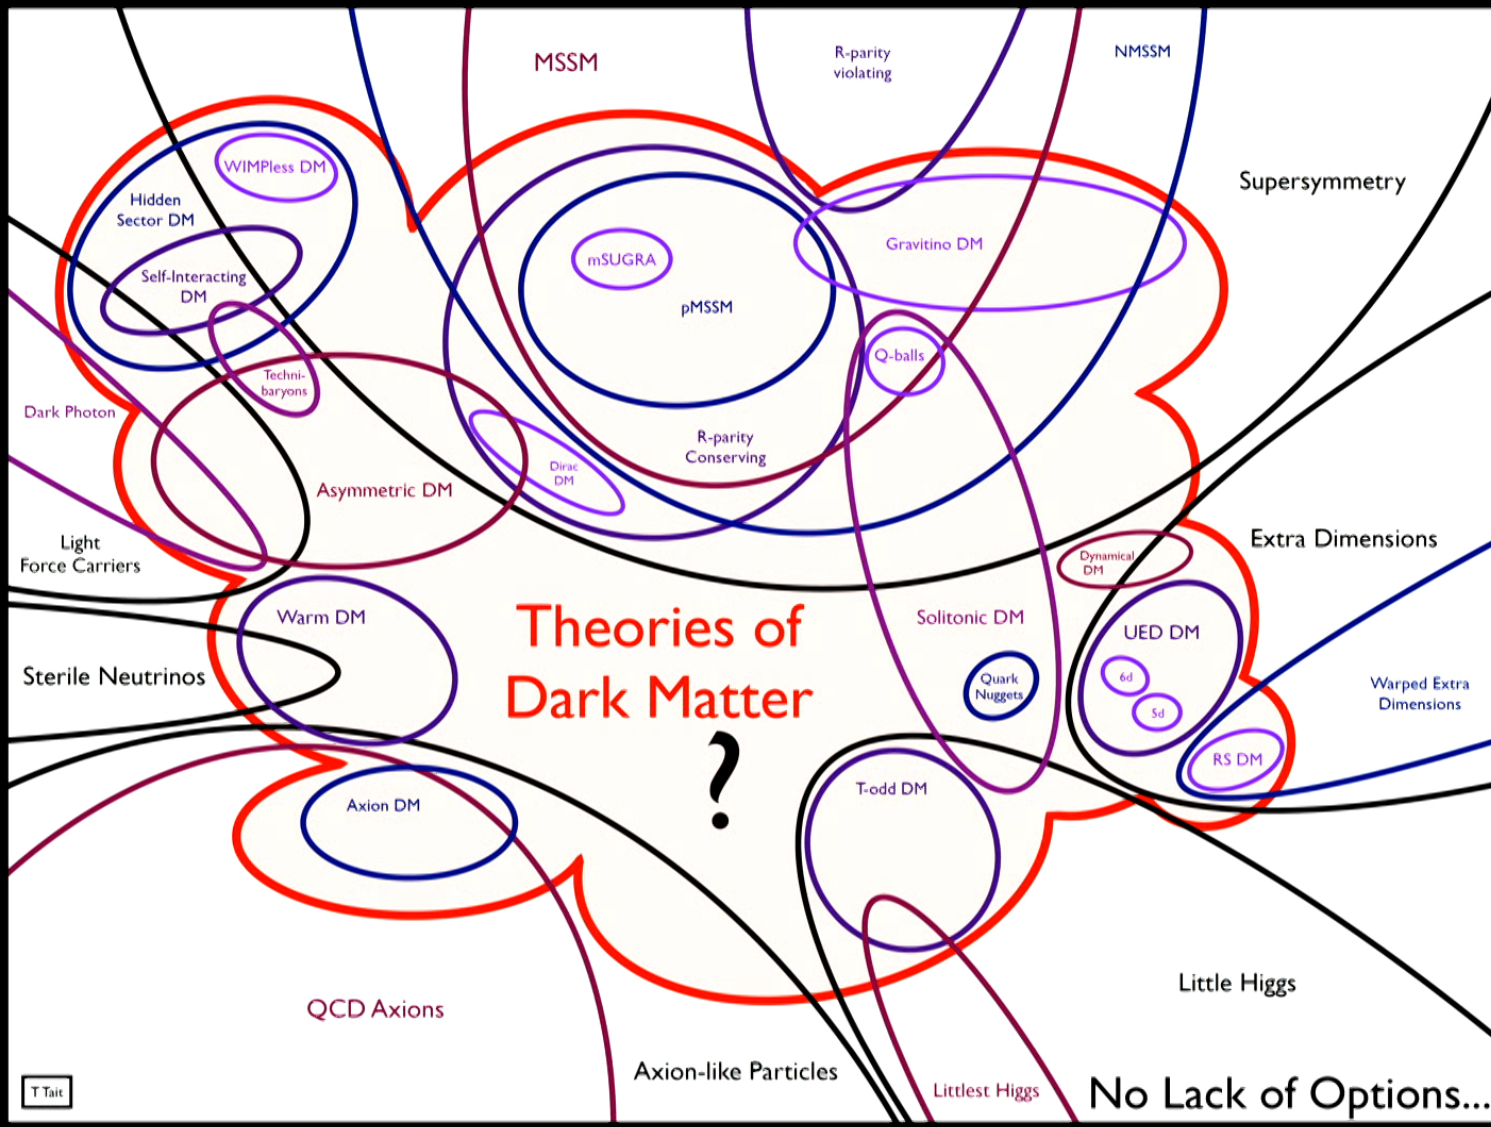 MSSM
R-parity
violating
NMSSM
WIMPless DM
Hidden
Sector DM
Supersymmetry
Self-Interacting
DM
mSUGRA
Gravitino DM
pMSSM
Q-balls
Techni-
baryons
Dark Photon
R-parity
Conserving
Dirac
DM
Asymmetric DM
Light
Force Carriers
Extra Dimensions
Dynamical
DM
Warm DM
Theories of
Dark Matter
?
Solitonic DM
UED DM
Sterile Neutrinos
Quark
Nuggets
6d
5d
Warped Extra
Dimensions
RS DM
Axion DM
T-odd DM
QCD Axions
Little Higgs
Axion-like Particles
Littlest Higgs
T Tait
No Lack of Options...